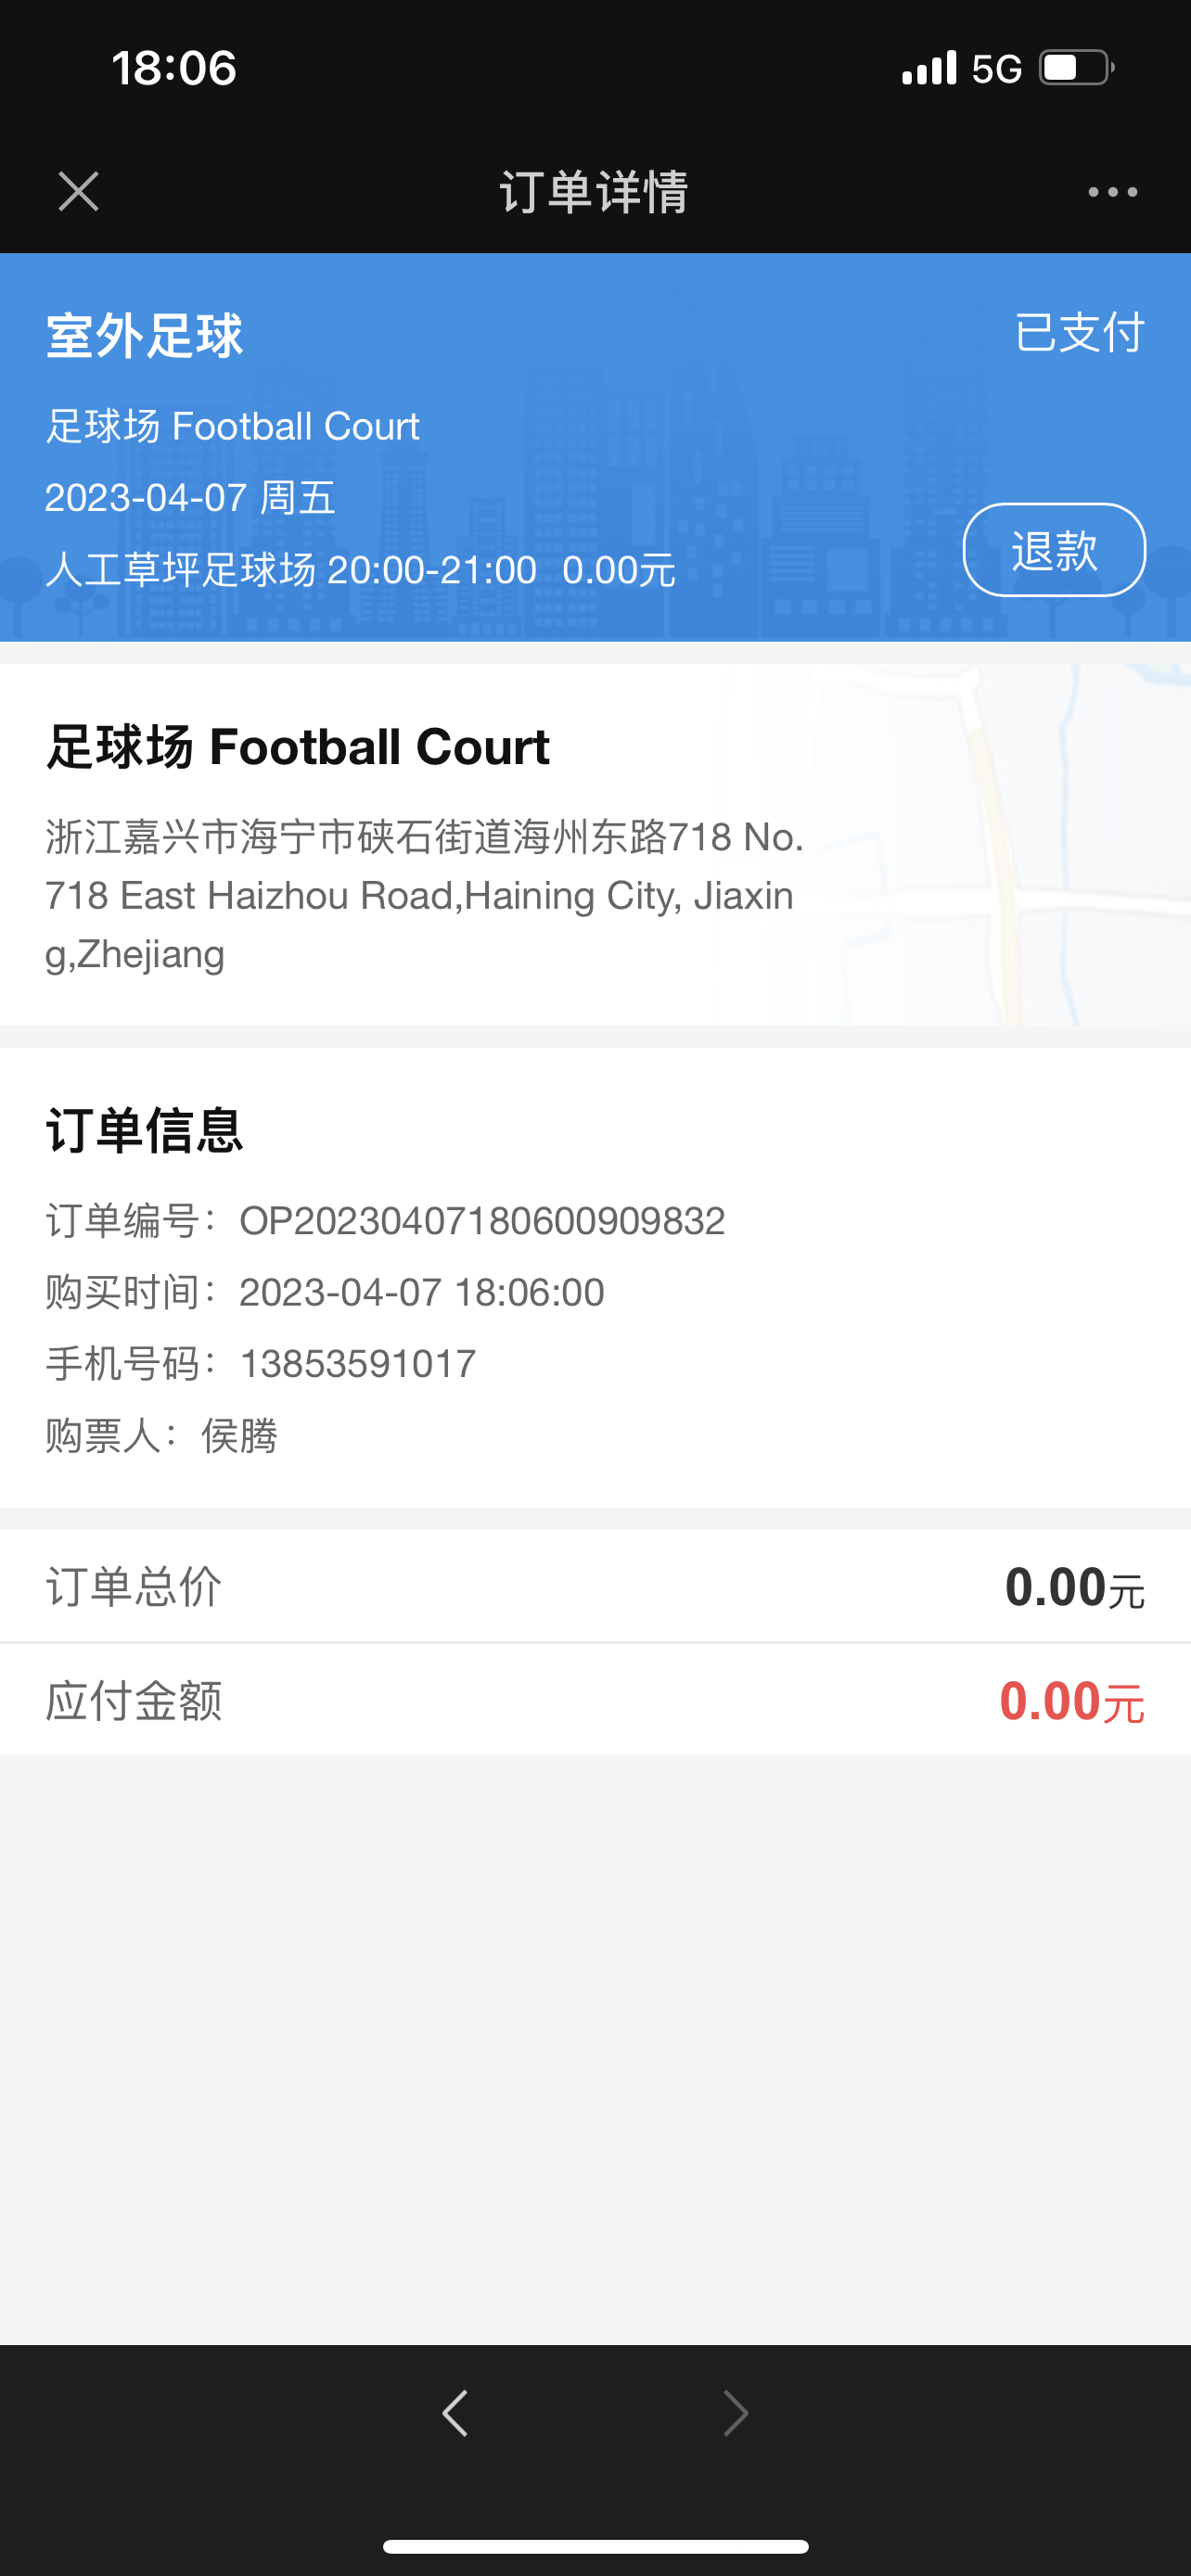 18:06
5G
订单详情
室外足球
已支付
足球场 Football Court
2023-04-07 周五
人工草坪足球场 20:00-21:00 0.00元
退款
足球场 Football Court
浙江嘉兴市海宁市硖石街道海州东路718 No.
718 East Haizhou Road,Haining City, Jiaxin
g,Zhejiang
订单信息
订单编号：OP20230407180600909832
购买时间：2023-04-07 18:06:00
手机号码：13853591017
购票人：侯腾
订单总价
0.00元
应付金额
0.00元